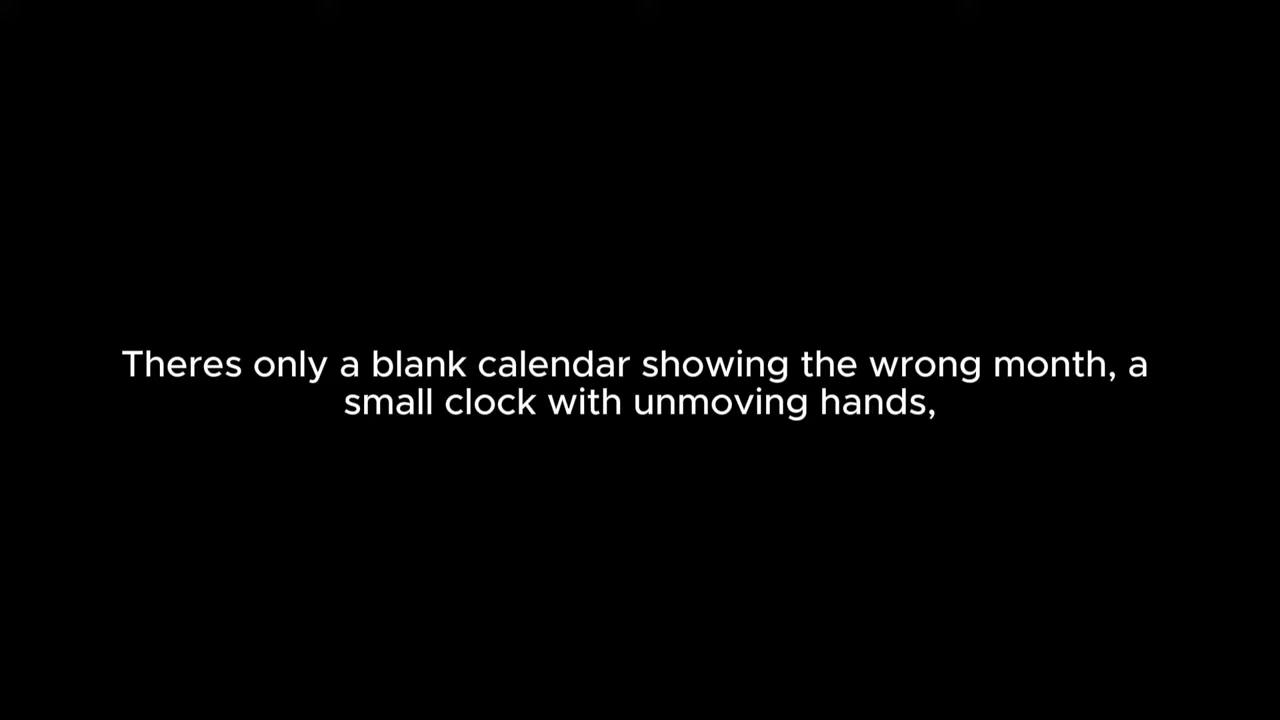 Theres only a blank calendar showing the wrong month, a
small clock with unmoving hands,